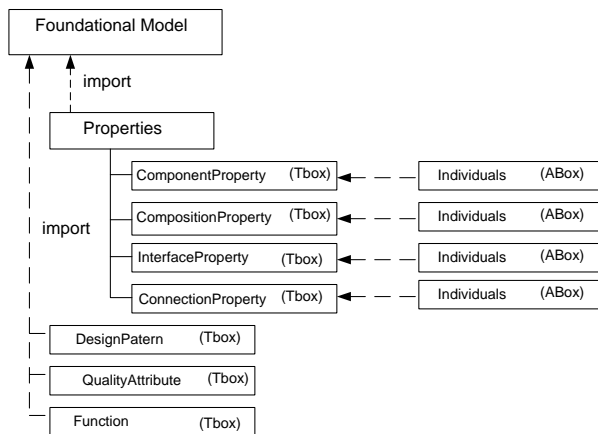 Foundational Model
import
Properties
ComponentProperty (Tbox) Individuals (ABox)
CompositionProperty (Tbox) Individuals (ABox)
import
InterfaceProperty (Tbox) Individuals (ABox)
ConnectionProperty (Tbox) Individuals (ABox)
DesignPatern (Tbox)
QualityAttribute (Tbox)
Function (Tbox)